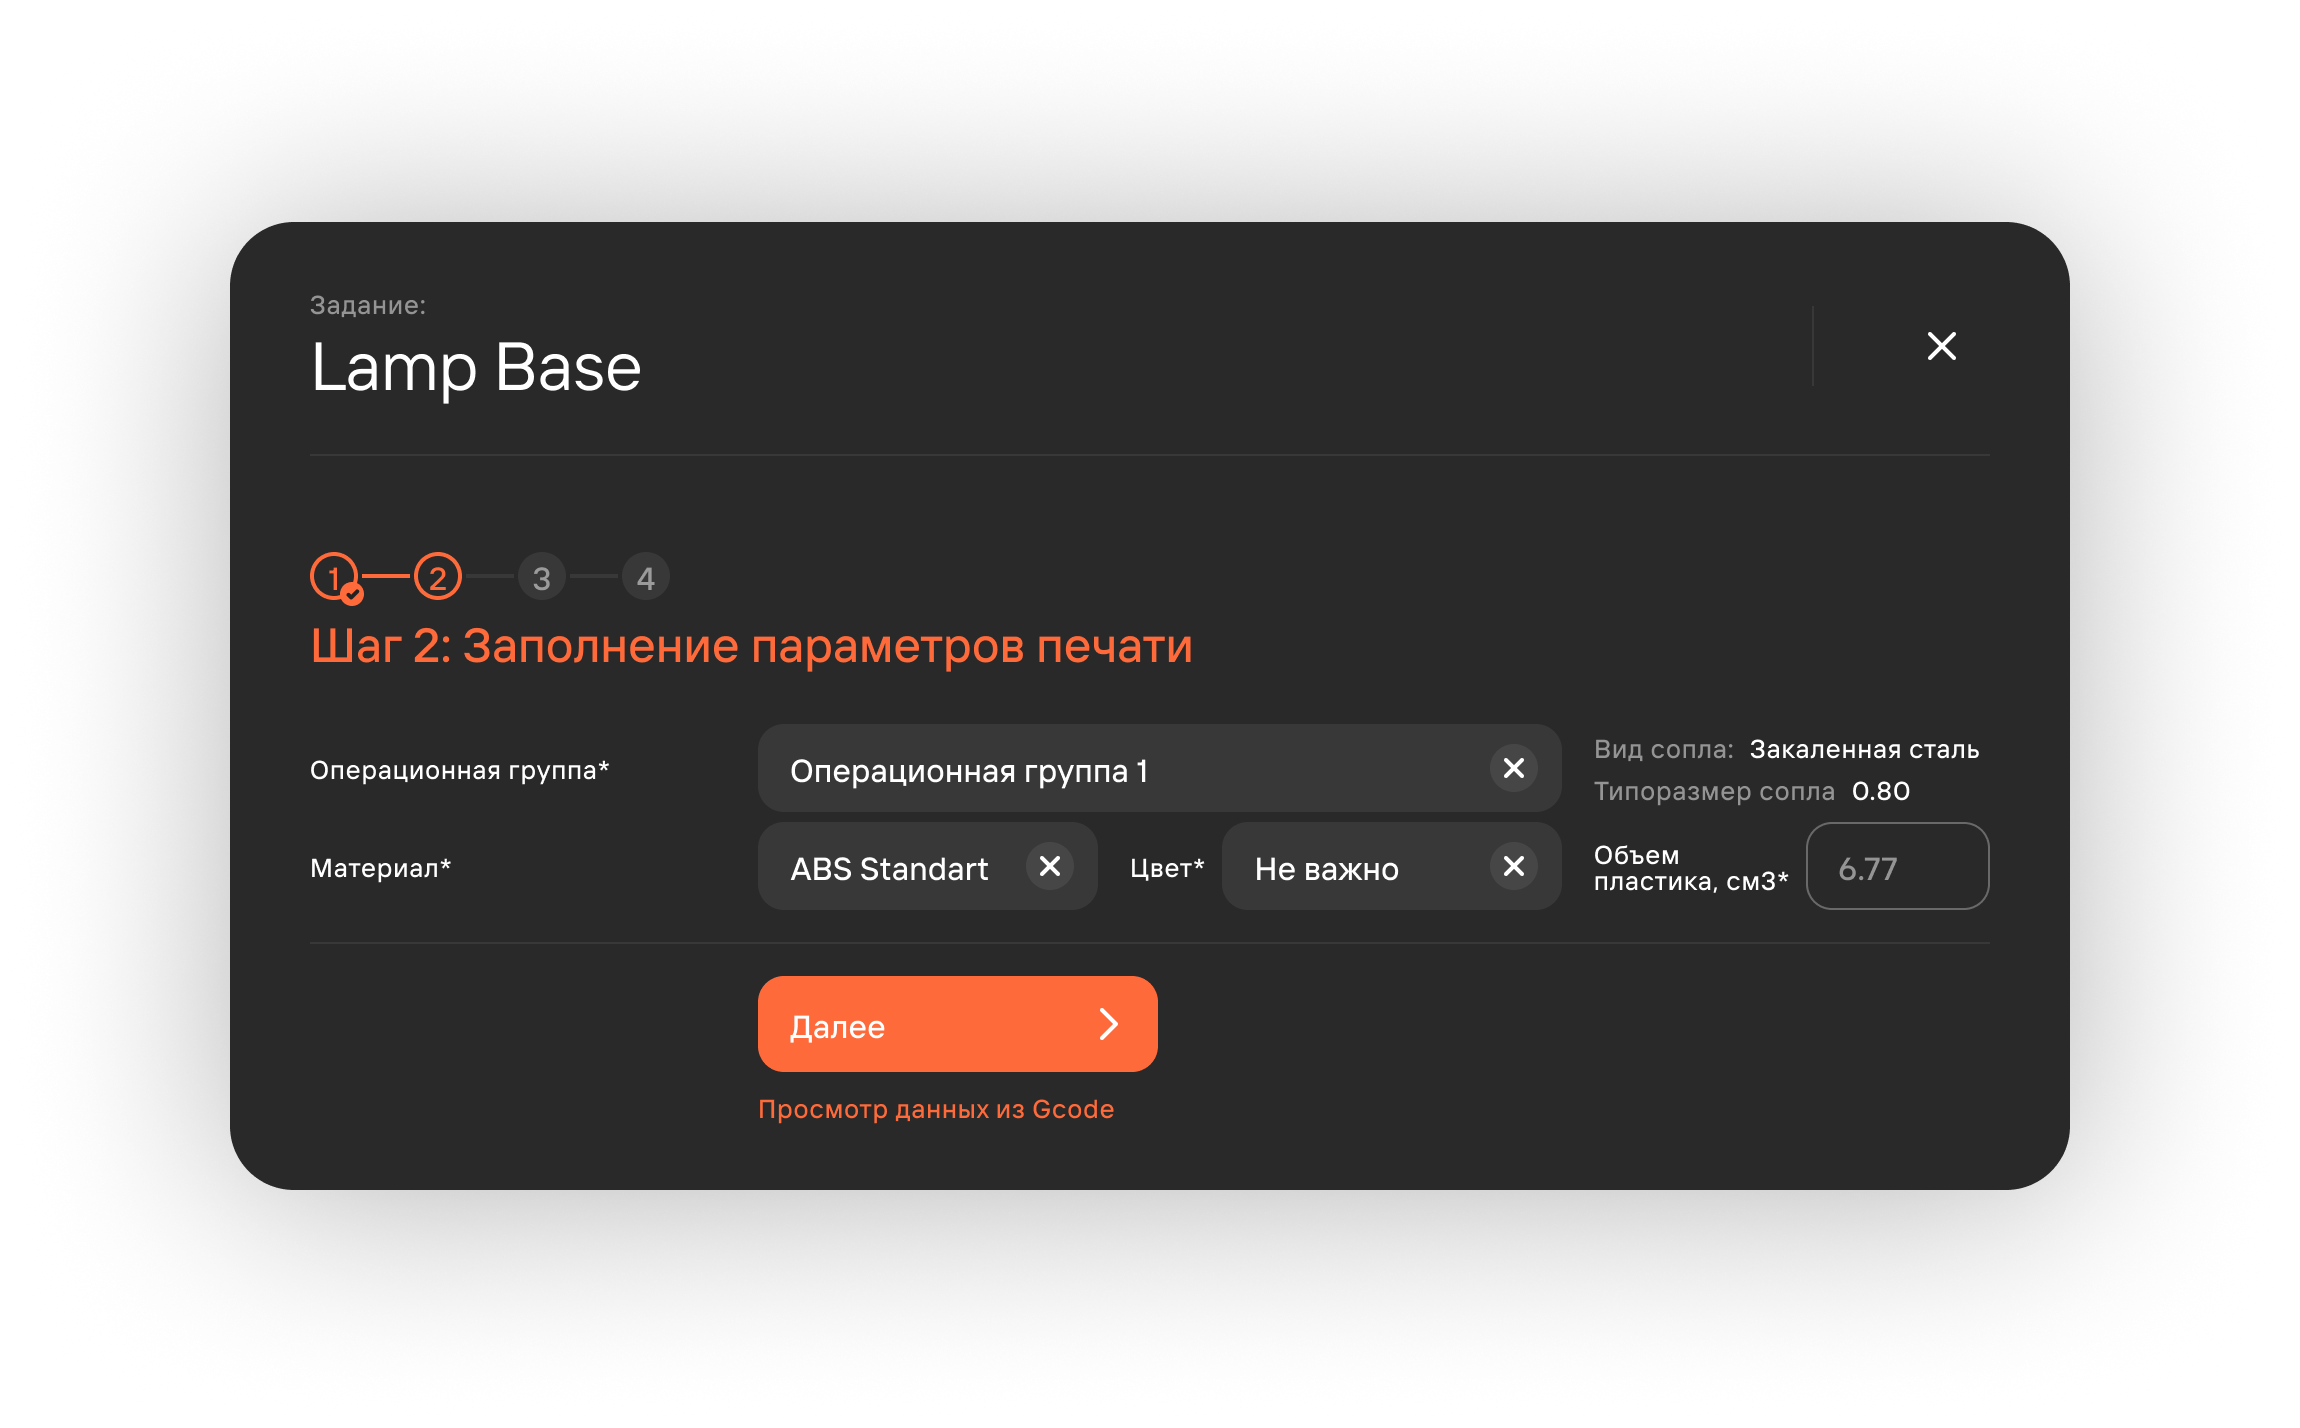 Задание:
Lamp Base
1 2 3 4
Шаг 2: Заполнение параметров печати
Операционная группа*
Операционная группа 1
Вид сопла: Закаленная сталь
Типоразмер сопла 0.80
Материал*
ABS Standart
Цвет*
Не важно
Объем
пластика, см3*
6.77
Далее
Просмотр данных из Gcode